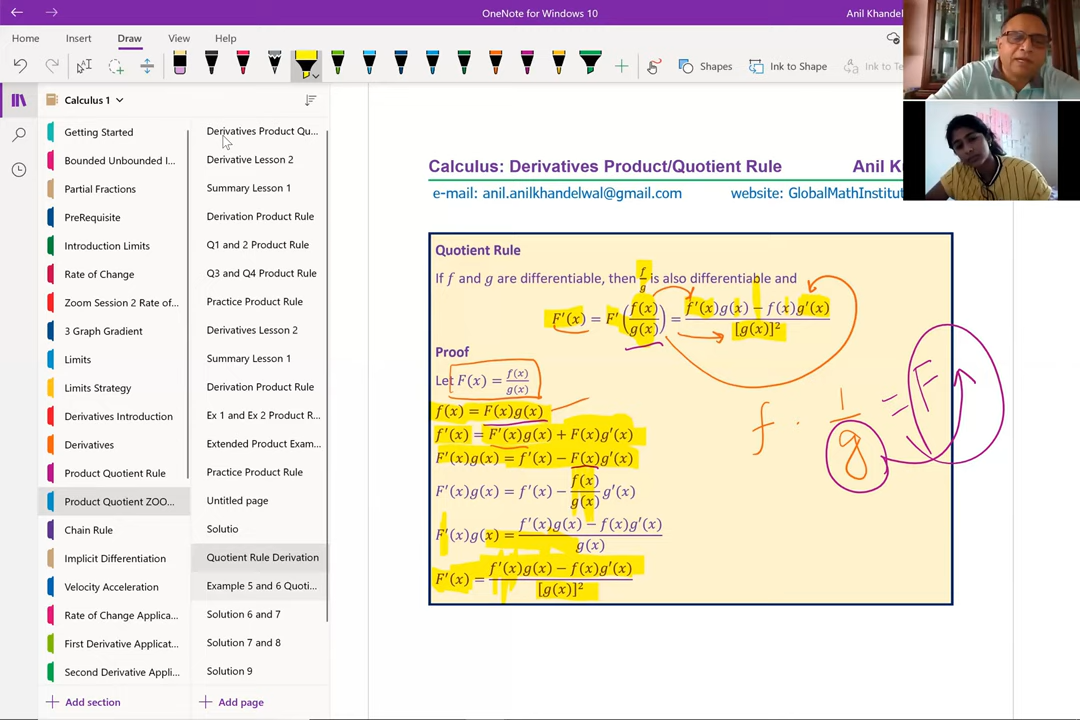 OneNote for Windows 10
Anil Khandel
Home Insert Draw View Help
Shapes Ink to Shape Ink to Te
Calculus 1
Getting Started
Bounded Unbounded I...
Partial Fractions
PreRequisite
Introduction Limits
Rate of Change
Zoom Session 2 Rate of...
3 Graph Gradient
Limits
Limits Strategy
Derivatives Introduction
Derivatives
Product Quotient Rule
Product Quotient ZOO...
Chain Rule
Implicit Differentiation
Velocity Acceleration
Rate of Change Applica...
First Derivative Applicat...
Second Derivative Appli...
Add section
Derivatives Product Qu...
Derivative Lesson 2
Summary Lesson 1
Derivation Product Rule
Q1 and 2 Product Rule
Q3 and Q4 Product Rule
Practice Product Rule
Derivatives Lesson 2
Summary Lesson 1
Derivation Product Rule
Ex 1 and Ex 2 Product R...
Extended Product Exam...
Practice Product Rule
Untitled page
Solutio
Quotient Rule Derivation
Example 5 and 6 Quoti...
Solution 6 and 7
Solution 7 and 8
Solution 9
Add page
Calculus: Derivatives Product/Quotient Rule Anil K
e-mail: anil.anilkhandelwal@gmail.com website: GlobalMathInstitut
Quotient Rule
If f and g are differentiable, then f/g is also differentiable and
F′(x) = F′(f(x)/g(x)) = f′(x)g(x) − f(x)g′(x) / [g(x)]²
Proof
Let F(x) = f(x)/g(x)
f(x) = F(x)g(x)
f′(x) = F′(x)g(x) + F(x)g′(x)
F′(x)g(x) = f′(x) − F(x)g′(x)
F′(x)g(x) = f′(x) − f(x)/g(x) g′(x)
F′(x)g(x) = f′(x)g(x) − f(x)g′(x) / g(x)
F′(x) = f′(x)g(x) − f(x)g′(x) / [g(x)]²
f · 1/g = F